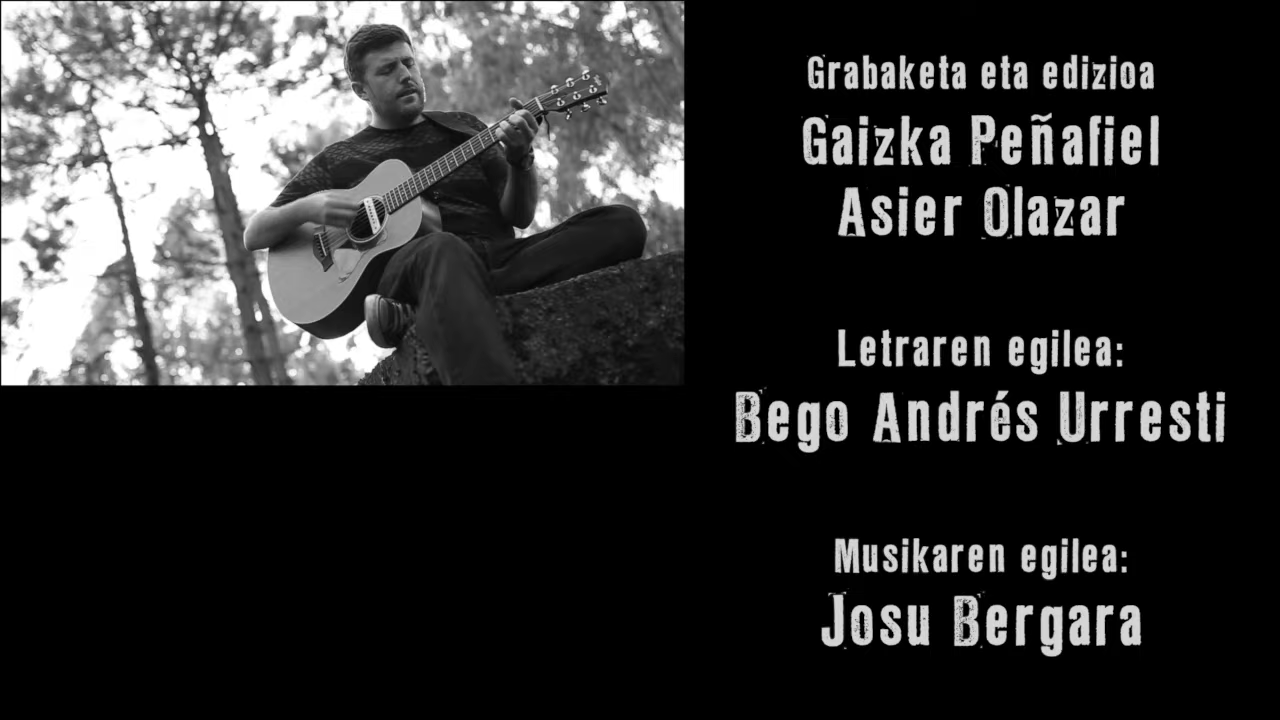 Grabaketa eta edizioa
Gaizka Peñafiel
Asier Olazar
Letraren egilea:
Bego Andrés Urresti
Musikaren egilea:
Josu Bergara